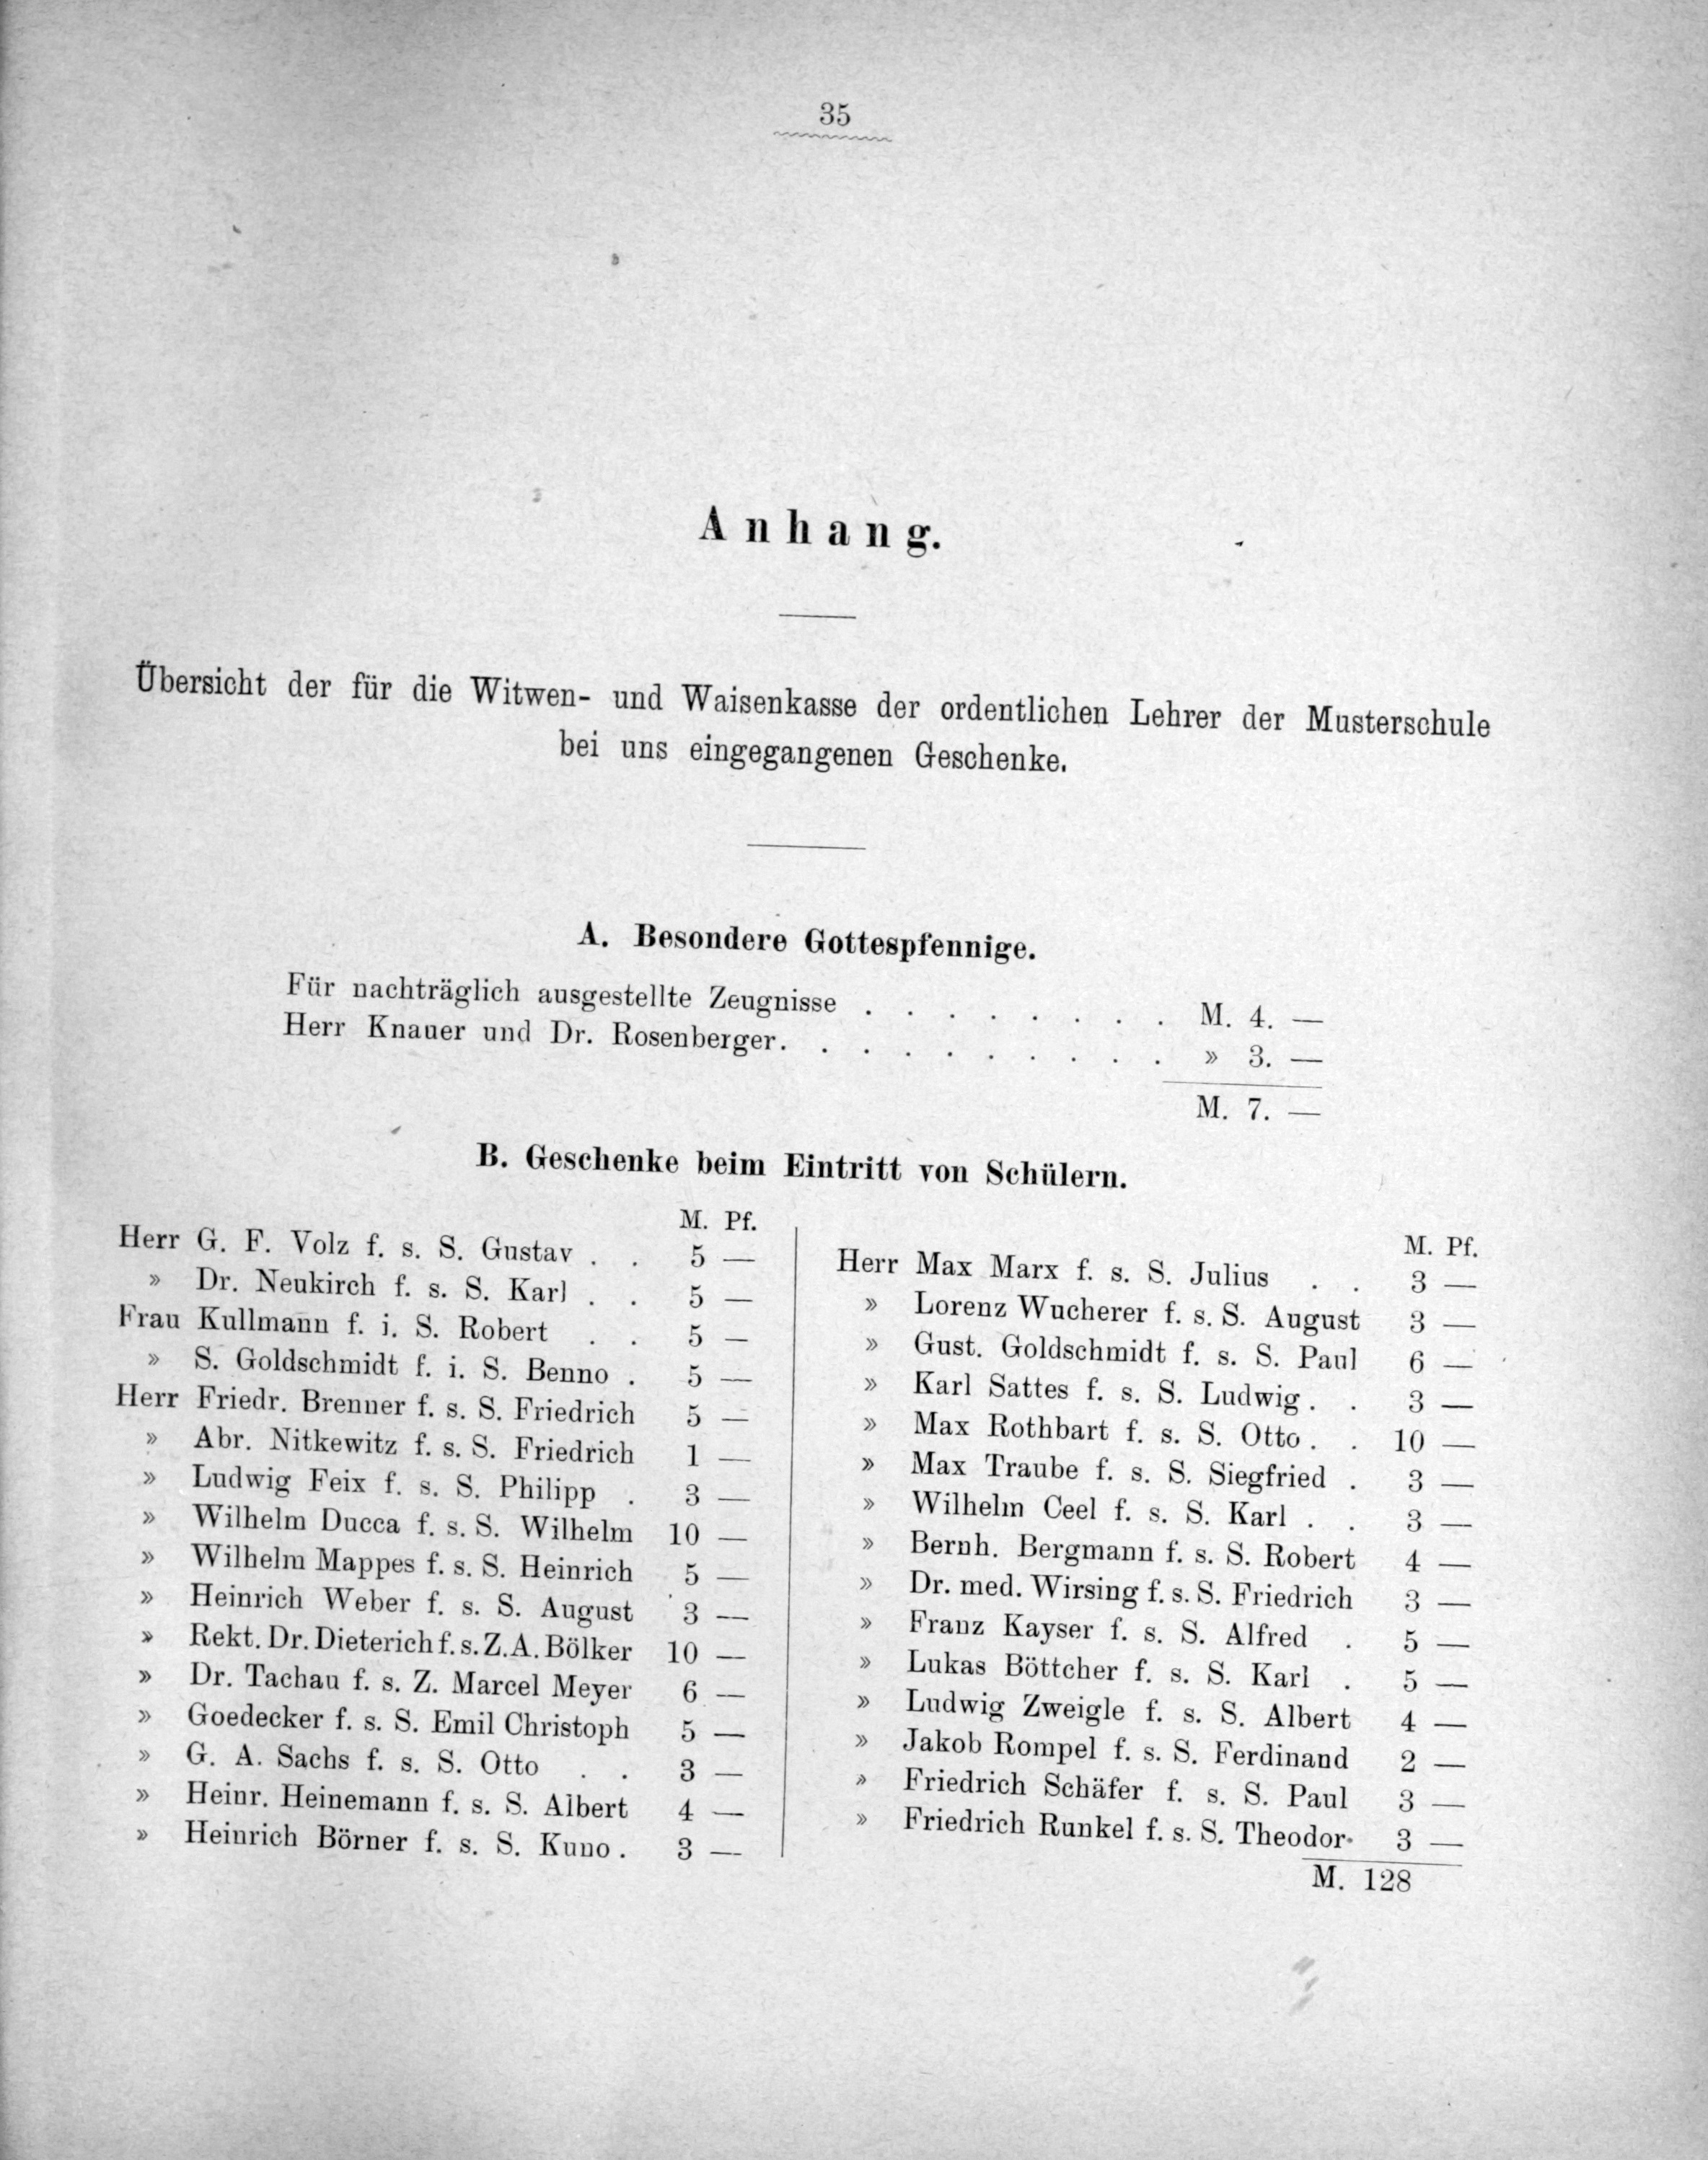 35
Anhang.
Übersicht der für die Witwen- und Waisenkasse der ordentlichen Lehrer der Musterschule
bei uns eingegangenen Geschenke.
A. Besondere Gottespfennige.
Für nachträglich ausgestellte Zeugnisse . . . . . . . . M. 4. —
Herr Knauer und Dr. Rosenberger. . . . . . . . . . » 3. —
M. 7. —
B. Geschenke beim Eintritt von Schülern.
M. Pf.
Herr G. F. Volz f. s. S. Gustav . . 5 —
» Dr. Neukirch f. s. S. Karl . . 5 —
Frau Kullmann f. i. S. Robert . . 5 —
» S. Goldschmidt f. i. S. Benno . 5 —
Herr Friedr. Brenner f. s. S. Friedrich 5 —
» Abr. Nitkewitz f. s. S. Friedrich 1 —
» Ludwig Feix f. s. S. Philipp . 3 —
» Wilhelm Ducca f. s. S. Wilhelm 10 —
» Wilhelm Mappes f. s. S. Heinrich 5 —
» Heinrich Weber f. s. S. August 3 —
» Rekt. Dr. Dieterich f. s. Z. A. Bölker 10 —
» Dr. Tachau f. s. Z. Marcel Meyer 6 —
» Goedecker f. s. S. Emil Christoph 5 —
» G. A. Sachs f. s. S. Otto . . 3 —
» Heinr. Heinemann f. s. S. Albert 4 —
» Heinrich Börner f. s. S. Kuno . 3 —
M. Pf.
Herr Max Marx f. s. S. Julius . . 3 —
» Lorenz Wucherer f. s. S. August 3 —
» Gust. Goldschmidt f. s. S. Paul 6 —
» Karl Sattes f. s. S. Ludwig . . 3 —
» Max Rothbart f. s. S. Otto . . 10 —
» Max Traube f. s. S. Siegfried . 3 —
» Wilhelm Ceel f. s. S. Karl . . 3 —
» Bernh. Bergmann f. s. S. Robert 4 —
» Dr. med. Wirsing f. s. S. Friedrich 3 —
» Franz Kayser f. s. S. Alfred . 5 —
» Lukas Böttcher f. s. S. Karl . 5 —
» Ludwig Zweigle f. s. S. Albert 4 —
» Jakob Rompel f. s. S. Ferdinand 2 —
» Friedrich Schäfer f. s. S. Paul 3 —
» Friedrich Runkel f. s. S. Theodor. 3 —
M. 128